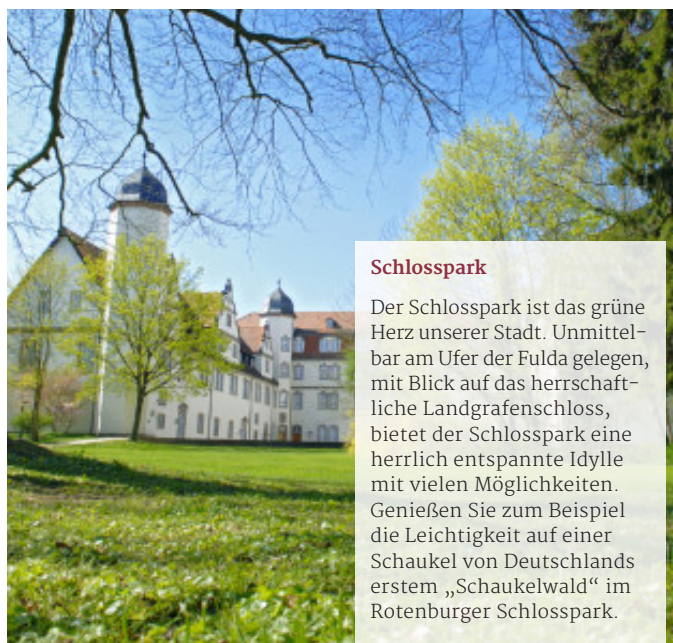 Schlosspark
Der Schlosspark ist das grüne
Herz unserer Stadt. Unmittel-
bar am Ufer der Fulda gelegen,
mit Blick auf das herrschaft-
liche Landgrafenschloss,
bietet der Schlosspark eine
herrlich entspannte Idylle
mit vielen Möglichkeiten.
Genießen Sie zum Beispiel
die Leichtigkeit auf einer
Schaukel von Deutschlands
erstem „Schaukelwald“ im
Rotenburger Schlosspark.